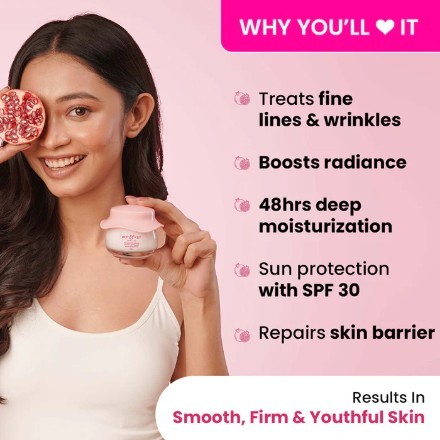 WHY YOU'LL ♥ IT
Treats fine
lines & wrinkles
Boosts radiance
48hrs deep
moisturization
Sun protection
with SPF 30
Repairs skin barrier
Results In
Smooth, Firm & Youthful Skin